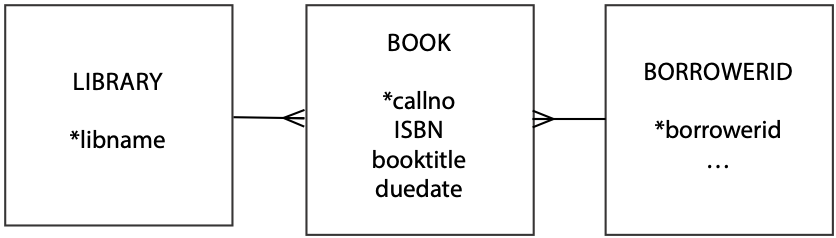 LIBRARY
*libname
BOOK
*callno
ISBN
booktitle
duedate
BORROWERID
*borrowerid
…